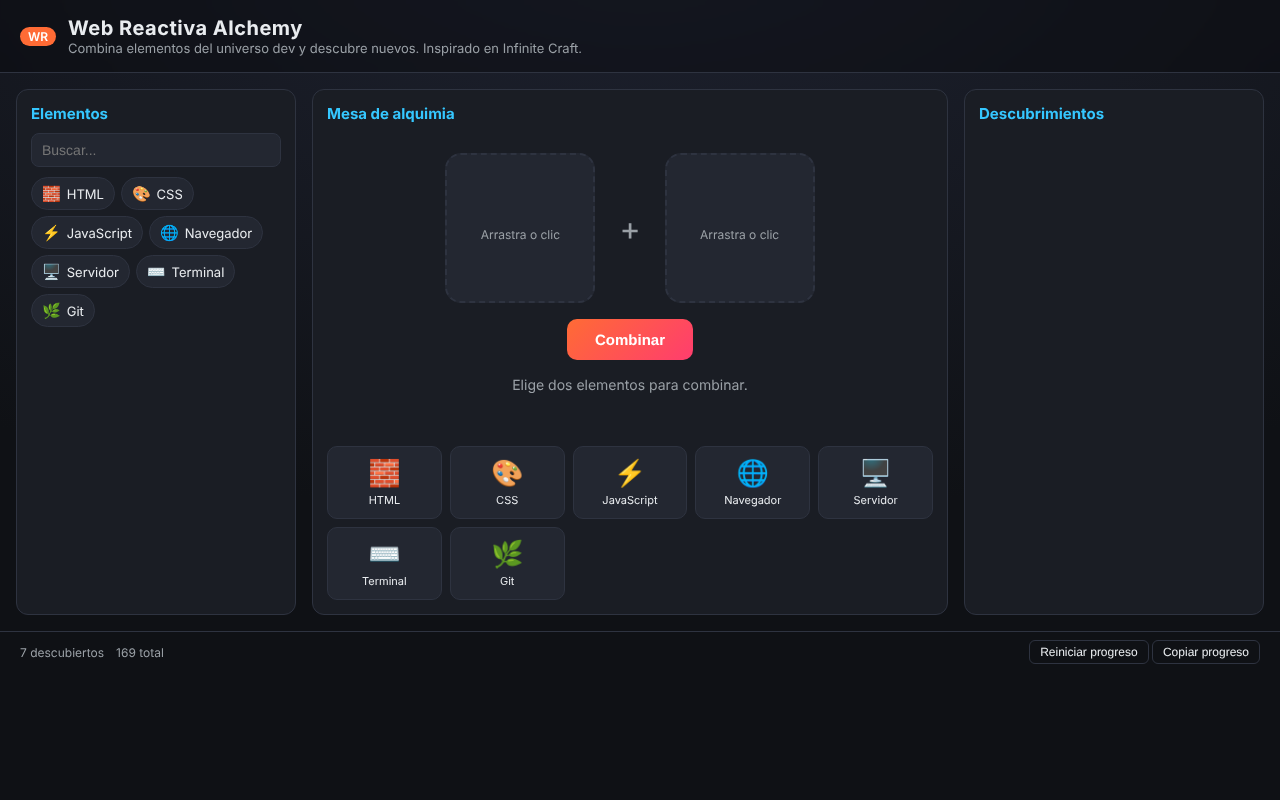 WR
Web Reactiva Alchemy
Combina elementos del universo dev y descubre nuevos. Inspirado en Infinite Craft.
Elementos
Buscar...
HTML
CSS
JavaScript
Navegador
Servidor
Terminal
Git
Mesa de alquimia
Arrastra o clic
+
Arrastra o clic
Combinar
Elige dos elementos para combinar.
HTML
CSS
JavaScript
Navegador
Servidor
Terminal
Git
Descubrimientos
7 descubiertos
169 total
Reiniciar progreso
Copiar progreso